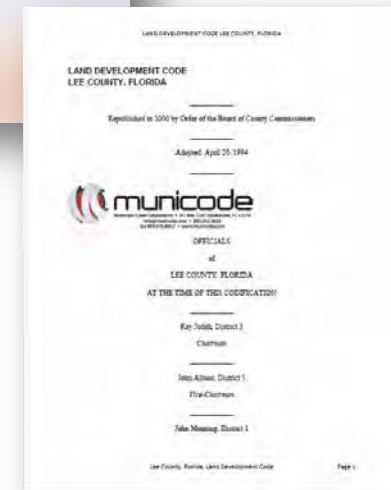 LAND DEVELOPMENT CODE LEE COUNTY, FLORIDA
LAND DEVELOPMENT CODE
LEE COUNTY, FLORIDA
Republished in 2000 by Order of the Board of County Commissioners
Adopted: April 20, 1994
municode
OFFICIALS
of
LEE COUNTY, FLORIDA
AT THE TIME OF THIS CODIFICATION
Ray Judah, District 3
Chairman
John Albion, District 5
Vice-Chairman
John Manning, District 1
Lee County, Florida, Land Development Code Page 1